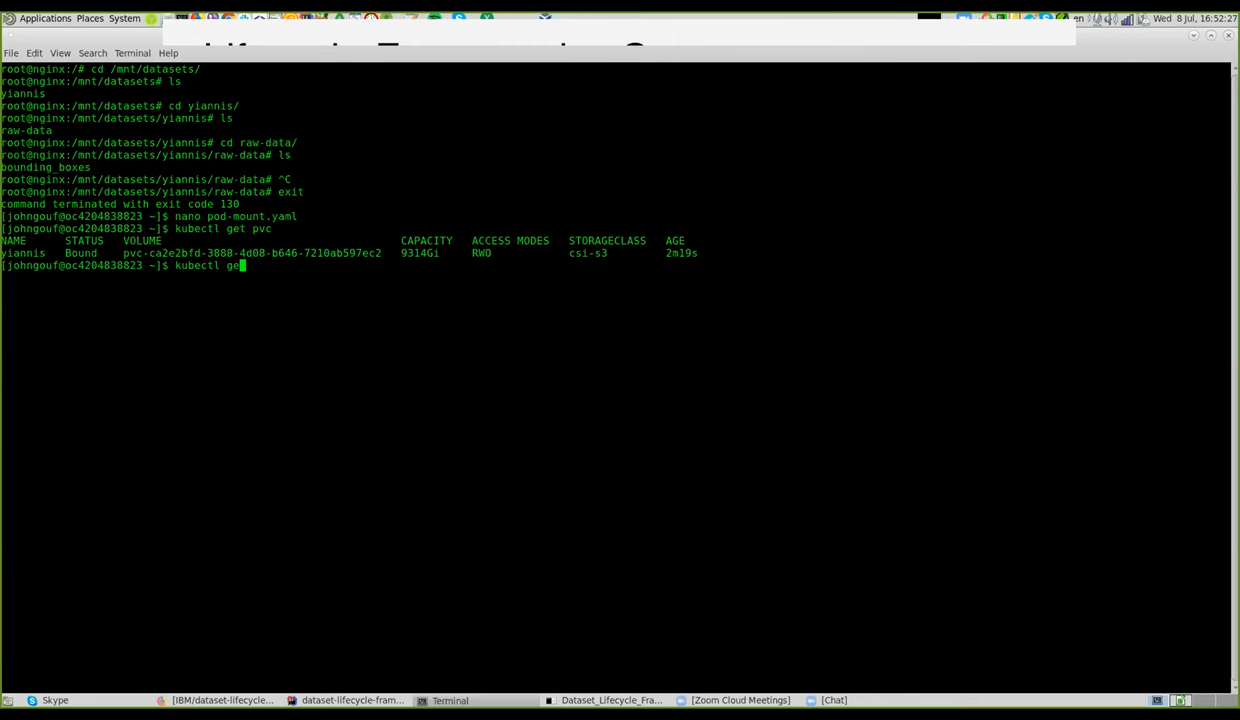 Applications Places System
en
Wed 8 Jul, 16:52:27
File Edit View Search Terminal Help
root@nginx:/# cd /mnt/datasets/
root@nginx:/mnt/datasets# ls
yiannis
root@nginx:/mnt/datasets# cd yiannis/
root@nginx:/mnt/datasets/yiannis# ls
raw-data
root@nginx:/mnt/datasets/yiannis# cd raw-data/
root@nginx:/mnt/datasets/yiannis/raw-data# ls
bounding_boxes
root@nginx:/mnt/datasets/yiannis/raw-data# ^C
root@nginx:/mnt/datasets/yiannis/raw-data# exit
command terminated with exit code 130
[johngouf@oc4204838823 ~]$ nano pod-mount.yaml
[johngouf@oc4204838823 ~]$ kubectl get pvc
NAME STATUS VOLUME CAPACITY ACCESS MODES STORAGECLASS AGE
yiannis Bound pvc-ca2e2bfd-3888-4d08-b646-7210ab597ec2 9314Gi RWO csi-s3 2m19s
[johngouf@oc4204838823 ~]$ kubectl ge
Skype [IBM/dataset-lifecycle... dataset-lifecycle-fram... Terminal Dataset_Lifecycle_Fra... [Zoom Cloud Meetings] [Chat]